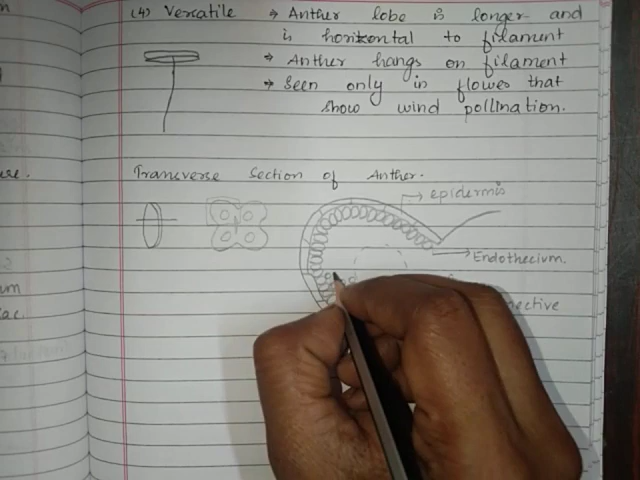 (4) Versatile → Anther lobe is longer and
is horizontal to filament
→ Anther hangs on filament
→ Seen only in flowes that
show wind pollination.
Transverse Section of Anther.
→ epidermis
→ Endothecium.